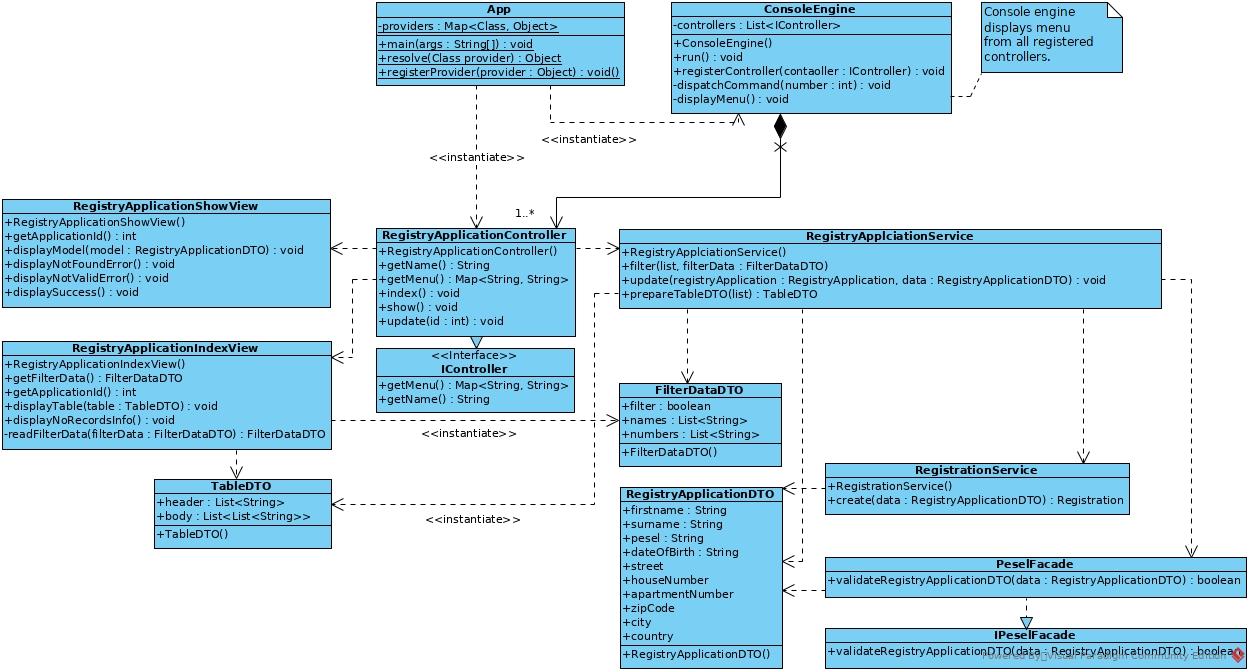 App
-providers : Map<Class, Object>
+main(args : String[]) : void
+resolve(Class provider) : Object
+registerProvider(provider : Object) : void()
ConsoleEngine
-controllers : List<IController>
+ConsoleEngine()
+run() : void
+registerController(contaoller : IController) : void
-dispatchCommand(number : int) : void
-displayMenu() : void
Console engine
displays menu
from all registered
controllers.
<<instantiate>>
<<instantiate>>
1..*
RegistryApplicationShowView
+RegistryApplicationShowView()
+getApplicationId() : int
+displayModel(model : RegistryApplicationDTO) : void
+displayNotFoundError() : void
+displayNotValidError() : void
+displaySuccess() : void
RegistryApplicationController
+RegistryApplicationController()
+getName() : String
+getMenu() : Map<String, String>
+index() : void
+show() : void
+update(id : int) : void
RegistryApplciationService
+RegistryApplicationService()
+filter(list, filterData : FilterDataDTO)
+update(registryApplication : RegistryApplication, data : RegistryApplicationDTO) : void
+prepareTableDTO(list) : TableDTO
RegistryApplicationIndexView
+RegistryApplicationIndexView()
+getFilterData() : FilterDataDTO
+getApplicationId() : int
+displayTable(table : TableDTO) : void
+displayNoRecordsInfo() : void
-readFilterData(filterData : FilterDataDTO) : FilterDataDTO
<<Interface>>
IController
+getMenu() : Map<String, String>
+getName() : String
<<instantiate>>
FilterDataDTO
+filter : boolean
+names : List<String>
+numbers : List<String>
+FilterDataDTO()
TableDTO
+header : List<String>
+body : List<List<String>>
+TableDTO()
<<instantiate>>
RegistrationService
+RegistrationService()
+create(data : RegistryApplicationDTO) : Registration
RegistryApplicationDTO
+firstname : String
+surname : String
+pesel : String
+dateOfBirth : String
+street
+houseNumber
+apartmentNumber
+zipCode
+city
+country
+RegistryApplicationDTO()
PeselFacade
+validateRegistryApplicationDTO(data : RegistryApplicationDTO) : boolean
IPeselFacade
+validateRegistryApplicationDTO(data : RegistryApplicationDTO) : boolean
Powered By Visual Paradigm Community Edition